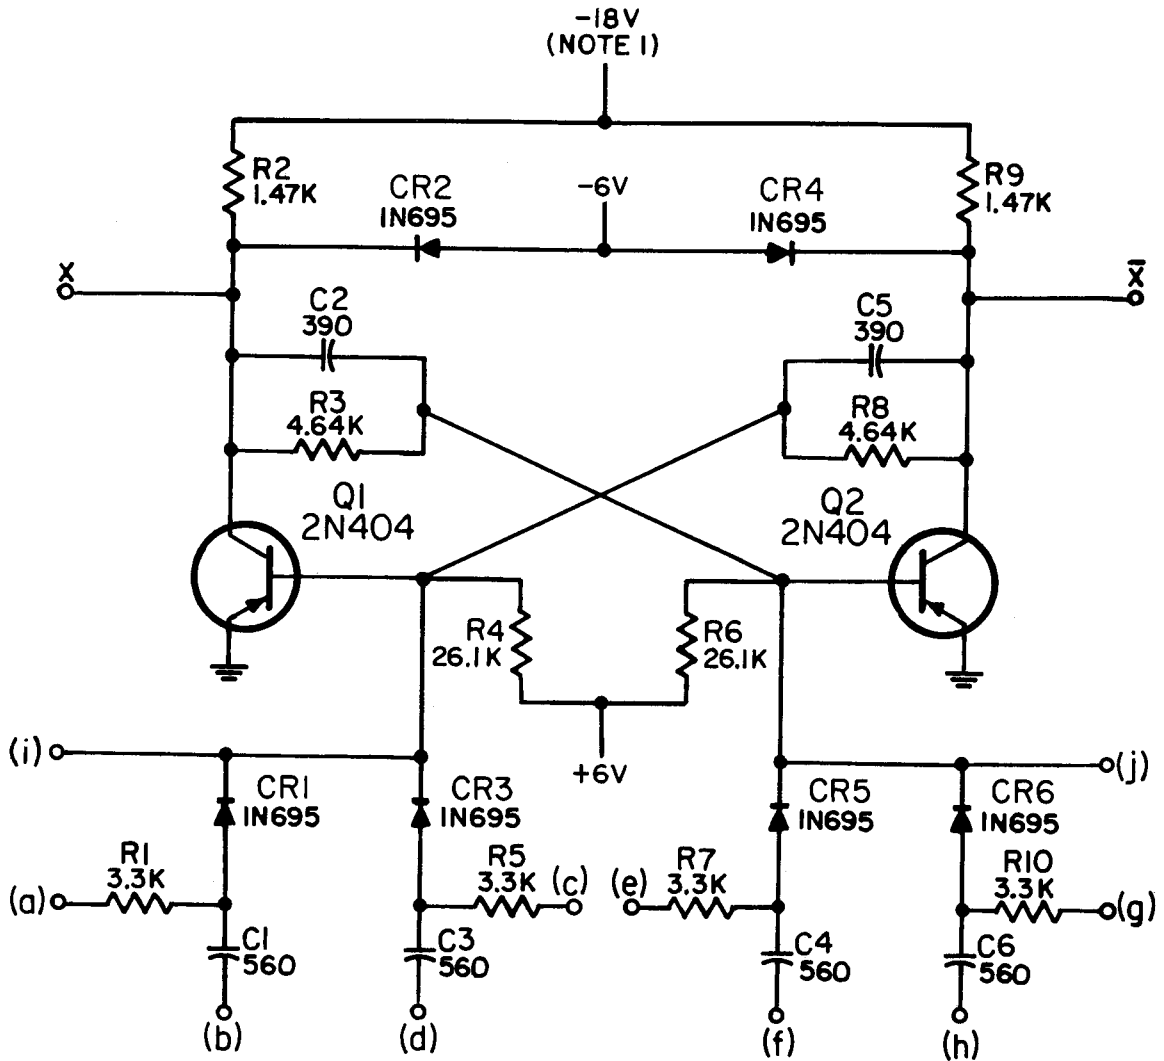 -18V
(NOTE 1)
R2
1.47K
CR2
1N695
-6V
CR4
1N695
R9
1.47K
x
x̄
C2
390
C5
390
R3
4.64K
R8
4.64K
Q1
2N404
Q2
2N404
R4
26.1K
R6
26.1K
+6V
(i)
(j)
CR1
1N695
CR3
1N695
CR5
1N695
CR6
1N695
(a)
R1
3.3K
R5
3.3K
(c)
(e)
R7
3.3K
R10
3.3K
(g)
C1
560
C3
560
C4
560
C6
560
(b)
(d)
(f)
(h)